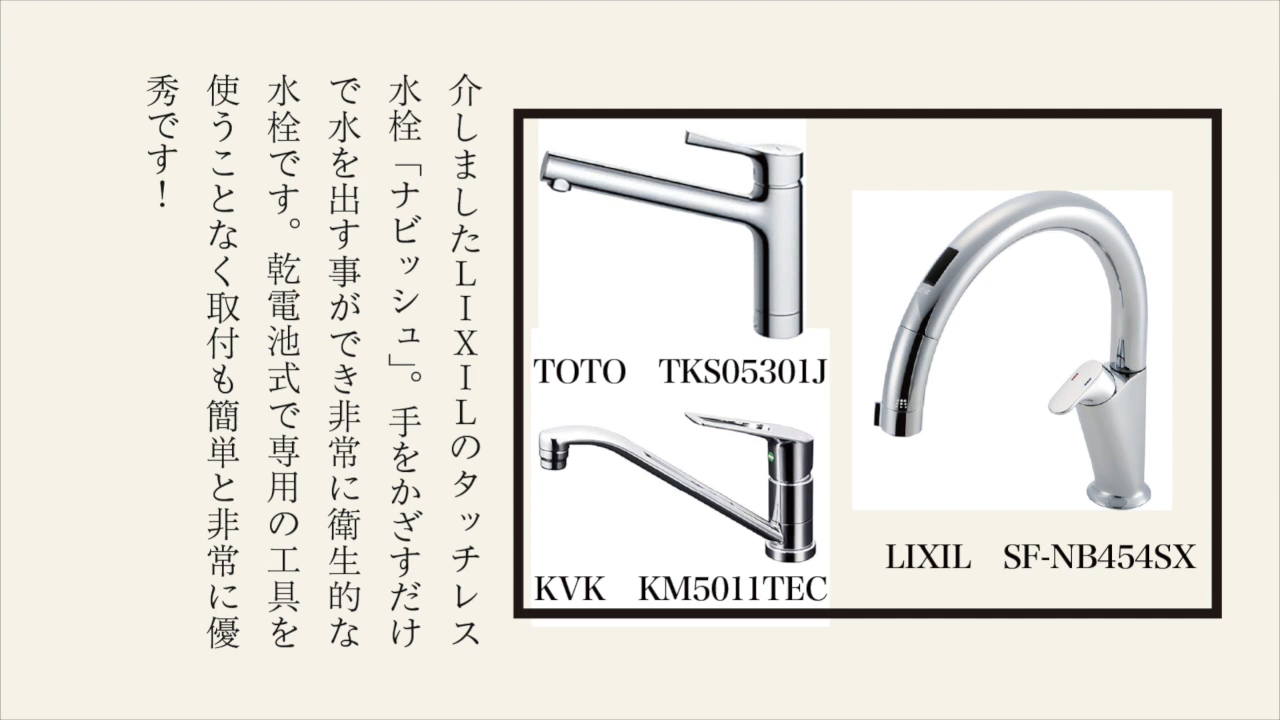 介しましたLIXILのタッチレス
水栓「ナビッシュ」。手をかざすだけ
で水を出す事ができ非常に衛生的な
水栓です。乾電池式で専用の工具を
使うことなく取付も簡単と非常に優
秀です！
TOTO　TKS05301J
KVK　KM5011TEC
LIXIL　SF-NB454SX